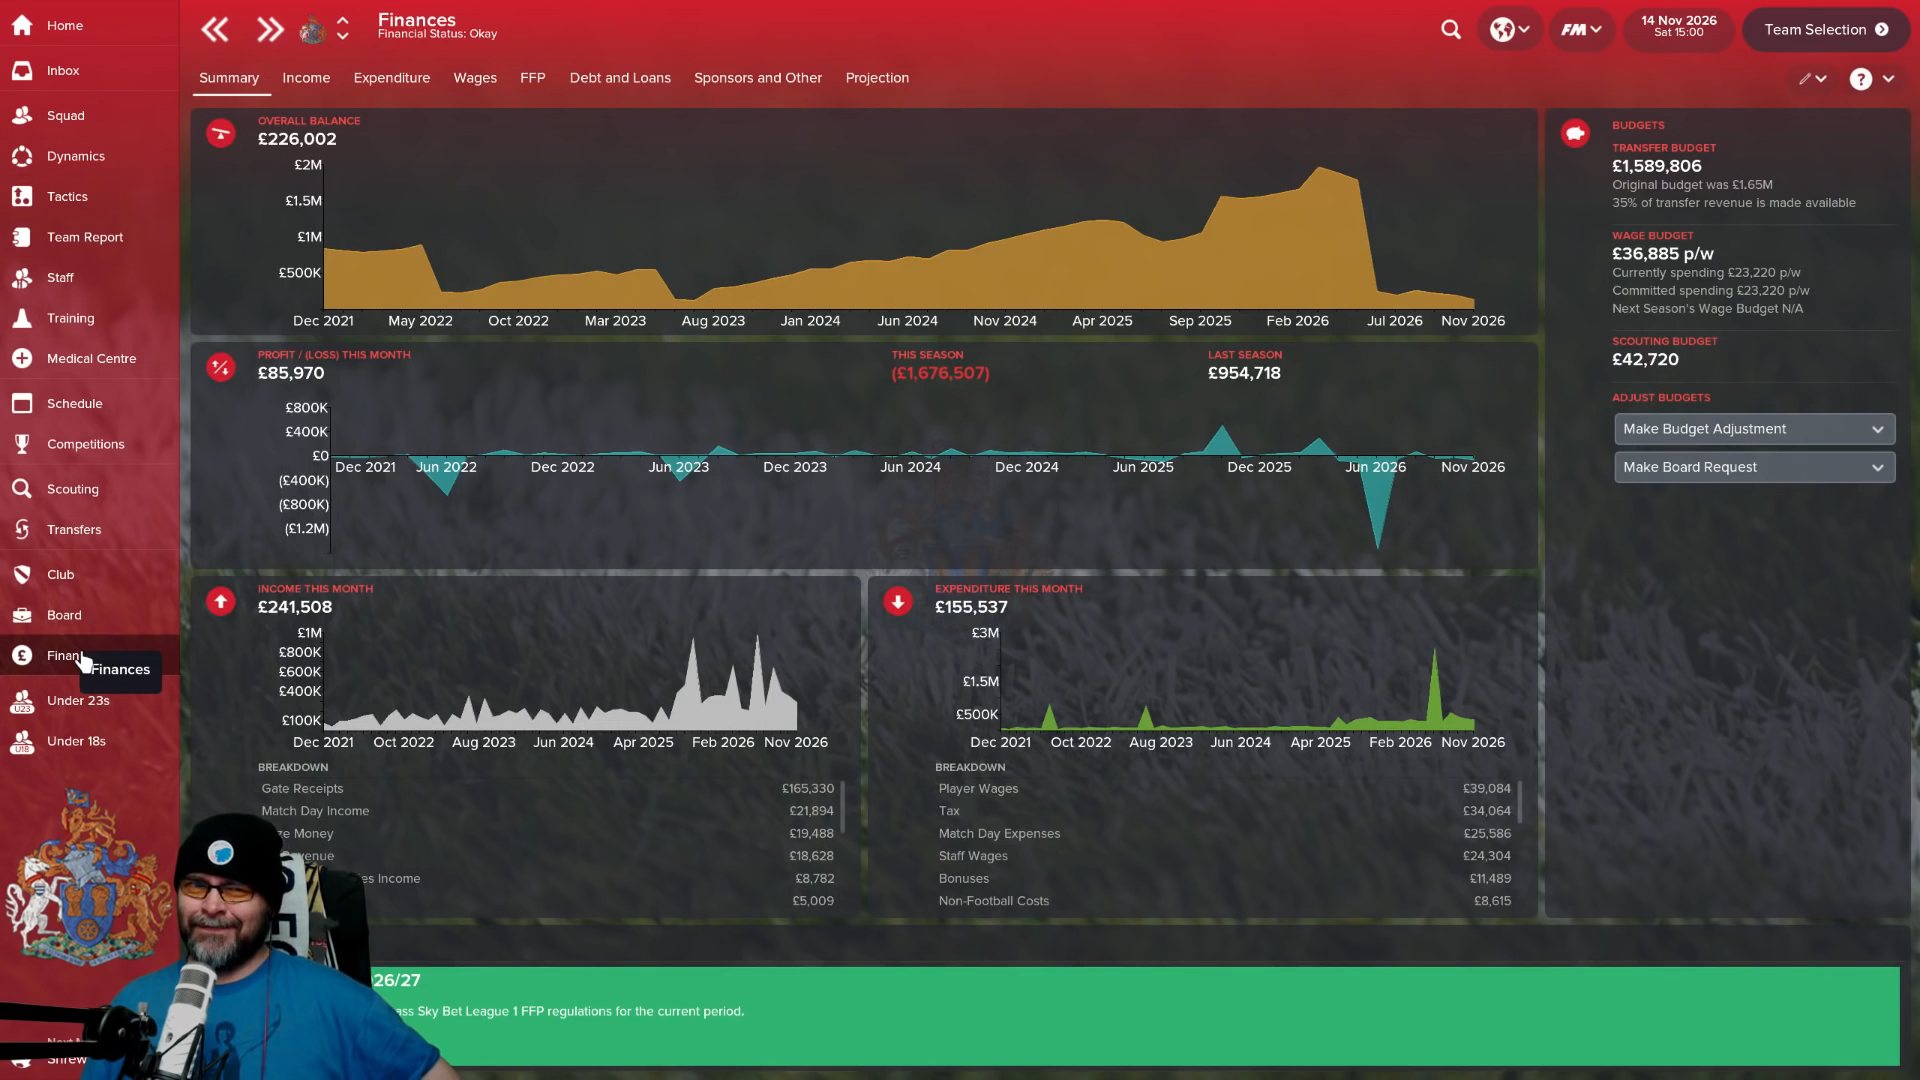 Home
Inbox
Squad
Dynamics
Tactics
Team Report
Staff
Training
Medical Centre
Schedule
Competitions
Scouting
Transfers
Club
Board
Finan
Finances
Under 23s
Under 18s
Finances
Financial Status: Okay
FM
14 Nov 2026
Sat 15:00
Team Selection
Summary Income Expenditure Wages FFP Debt and Loans Sponsors and Other Projection
OVERALL BALANCE
£226,002
£2M
£1.5M
£1M
£500K
Dec 2021 May 2022 Oct 2022 Mar 2023 Aug 2023 Jan 2024 Jun 2024 Nov 2024 Apr 2025 Sep 2025 Feb 2026 Jul 2026 Nov 2026
PROFIT / (LOSS) THIS MONTH
£85,970
THIS SEASON
(£1,676,507)
LAST SEASON
£954,718
£800K
£400K
£0
(£400K)
(£800K)
(£1.2M)
Dec 2021 Jun 2022 Dec 2022 Jun 2023 Dec 2023 Jun 2024 Dec 2024 Jun 2025 Dec 2025 Jun 2026 Nov 2026
INCOME THIS MONTH
£241,508
£1M
£800K
£600K
£400K
£100K
Dec 2021 Oct 2022 Aug 2023 Jun 2024 Apr 2025 Feb 2026 Nov 2026
BREAKDOWN
Gate Receipts £165,330
Match Day Income £21,894
ze Money £19,488
venue £18,628
es Income £8,782
£5,009
EXPENDITURE THIS MONTH
£155,537
£3M
£1.5M
£500K
Dec 2021 Oct 2022 Aug 2023 Jun 2024 Apr 2025 Feb 2026 Nov 2026
BREAKDOWN
Player Wages £39,084
Tax £34,064
Match Day Expenses £25,586
Staff Wages £24,304
Bonuses £11,489
Non-Football Costs £8,615
26/27
ass Sky Bet League 1 FFP regulations for the current period.
BUDGETS
TRANSFER BUDGET
£1,589,806
Original budget was £1.65M
35% of transfer revenue is made available
WAGE BUDGET
£36,885 p/w
Currently spending £23,220 p/w
Committed spending £23,220 p/w
Next Season's Wage Budget N/A
SCOUTING BUDGET
£42,720
ADJUST BUDGETS
Make Budget Adjustment
Make Board Request
Shrew